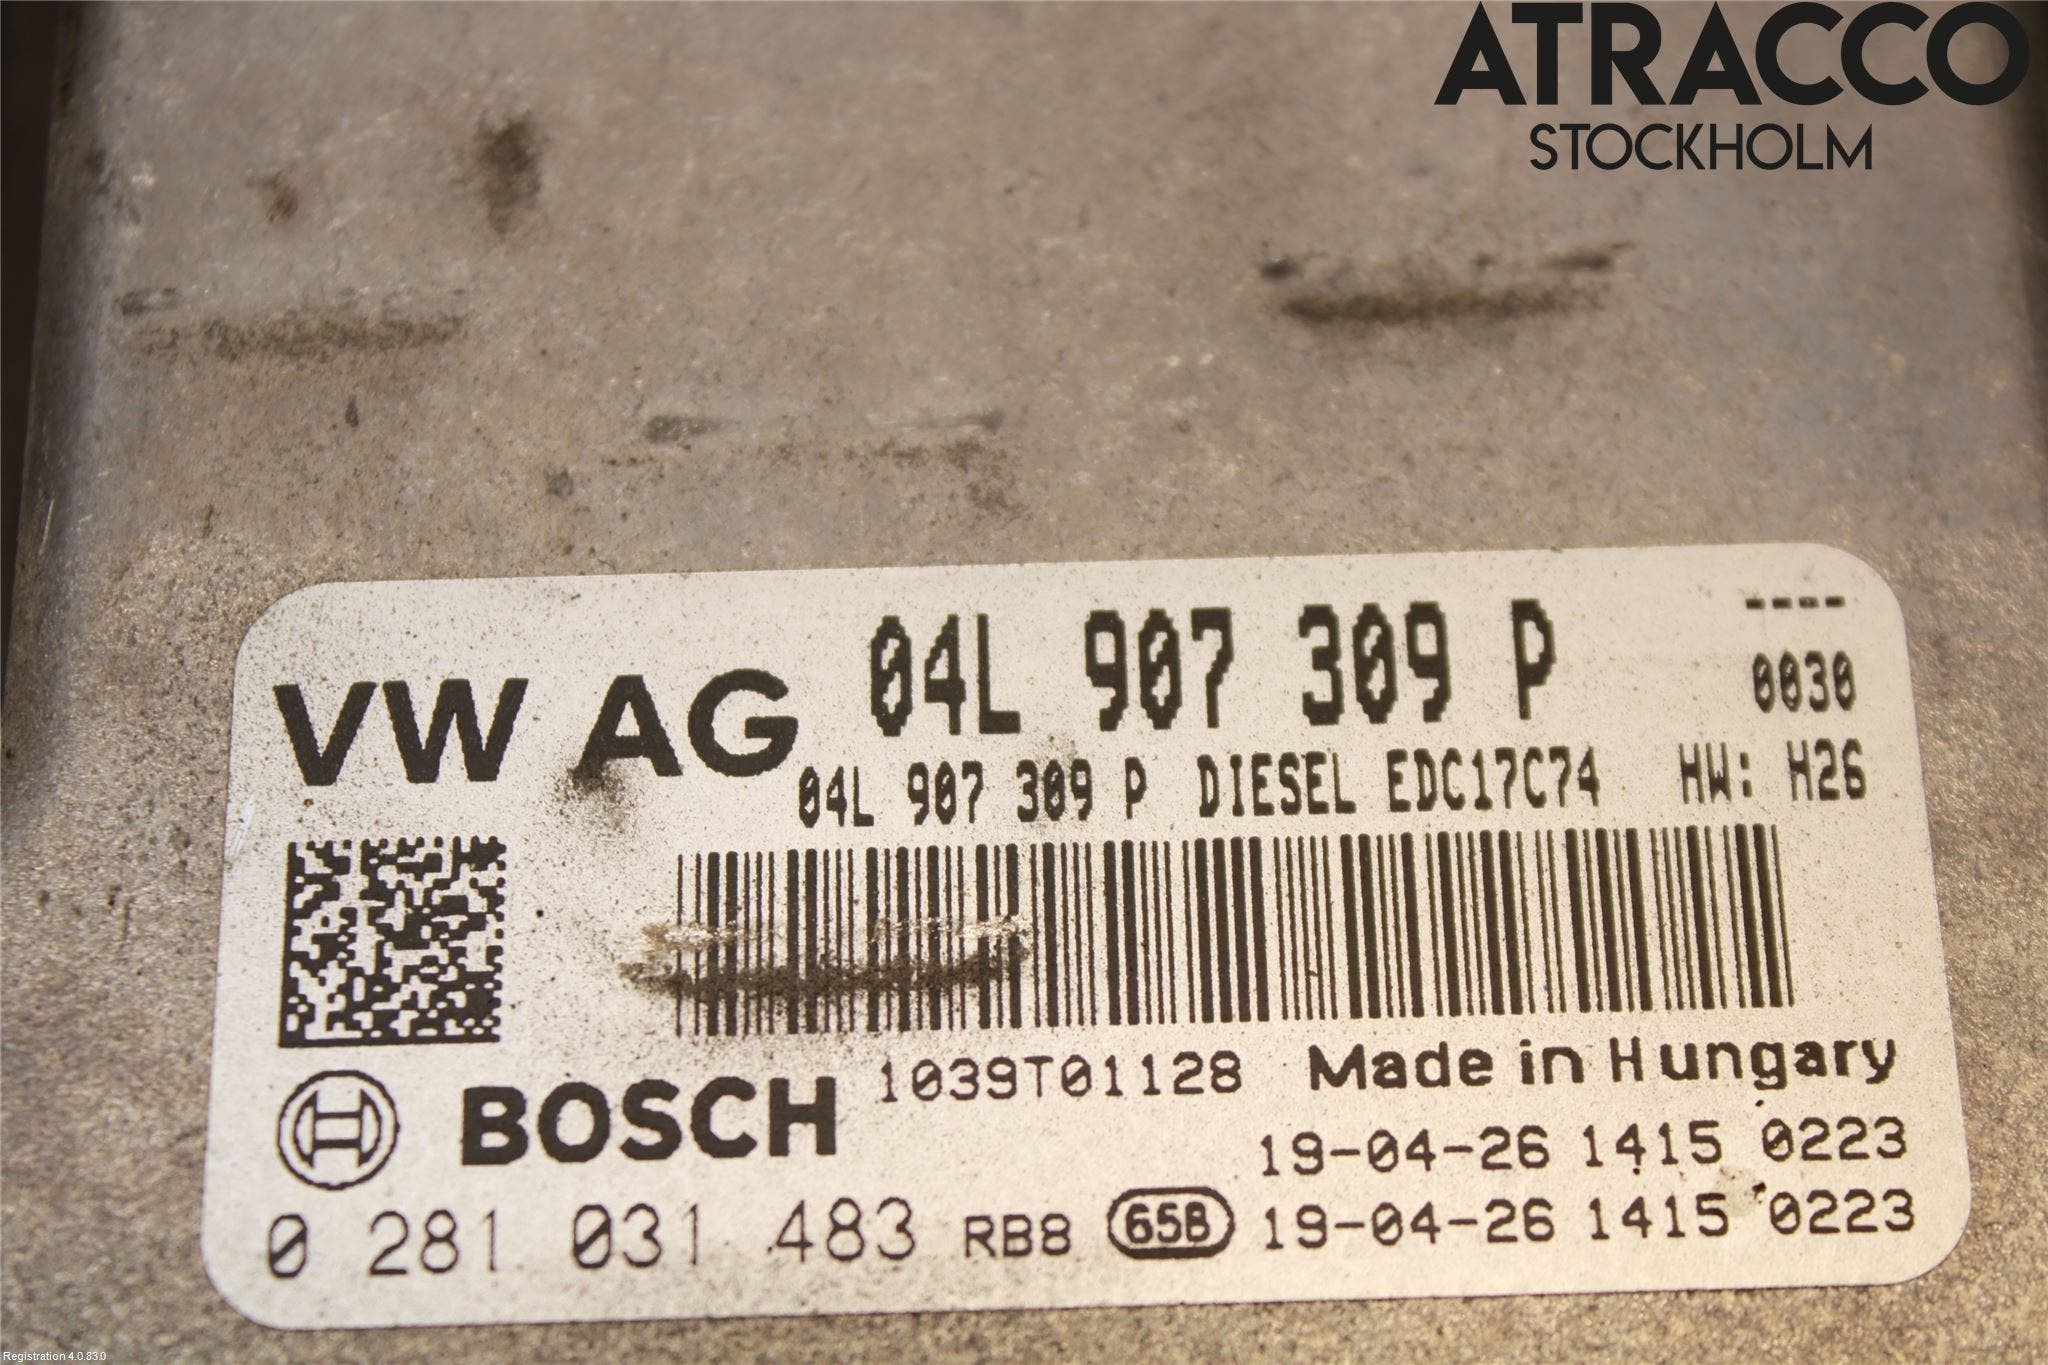 ATRACCO
STOCKHOLM
VW AG 04L 907 309 P ----
0030
04L 907 309 P DIESEL EDC17C74 HW: H26
1039T01128 Made in Hungary
BOSCH
19-04-26 1415 0223
0 281 031 483 RB8 65B 19-04-26 1415 0223
Registration 4.0.83.0